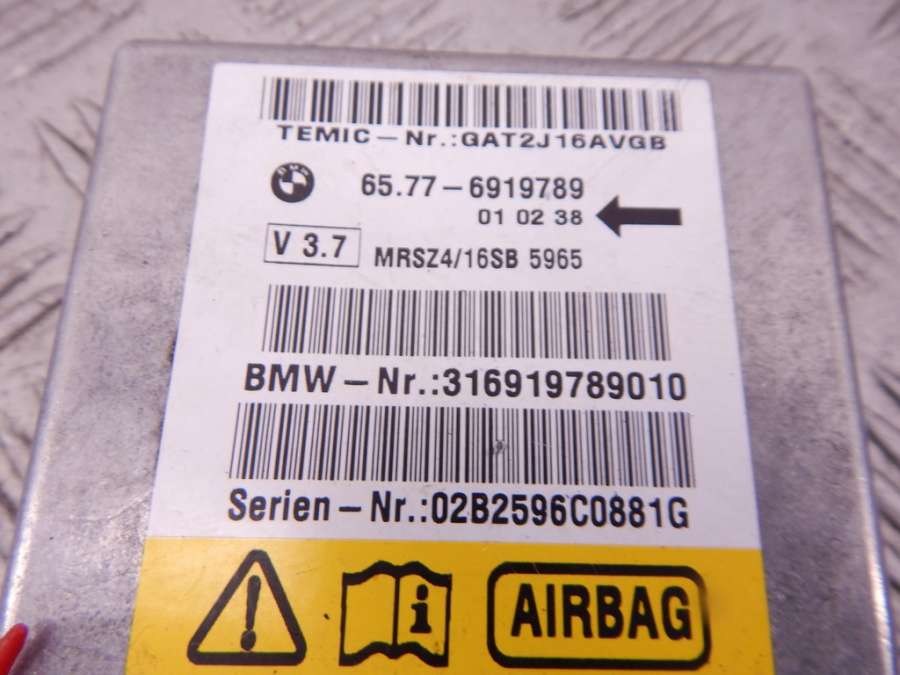 TEMIC-Nr.:GAT2J16AVGB
BMW
65.77-6919789
01 02 38
V 3.7
MRSZ4/16SB 5965
BMW-Nr.:316919789010
Serien-Nr.:02B2596C0881G
! i AIRBAG